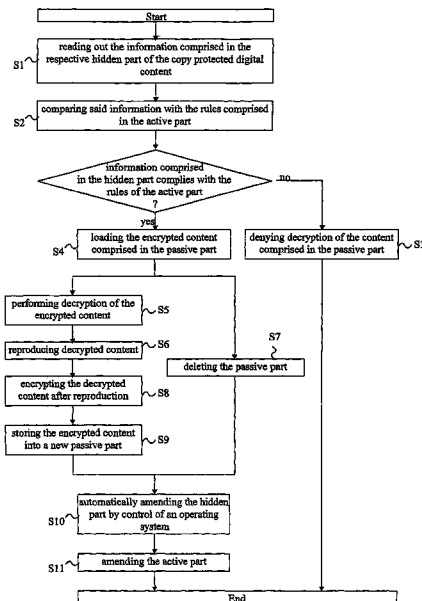 Start
S1
reading out the information comprised in the
respective hidden part of the copy protected digital
content
S2
comparing said information with the rules comprised
in the active part
information comprised
in the hidden part complies with the
rules of the active part
?
no
yes
S4
loading the encrypted content
comprised in the passive part
denying decryption of the content
comprised in the passive part
performing decryption of the
encrypted content
S5
reproducing decrypted content
S6
S7
deleting the passive part
encrypting the decrypted
content after reproduction
S8
storing the encrypted content
into a new passive part
S9
S10
automatically amending the hidden
part by control of an operating
system
S11
amending the active part
End